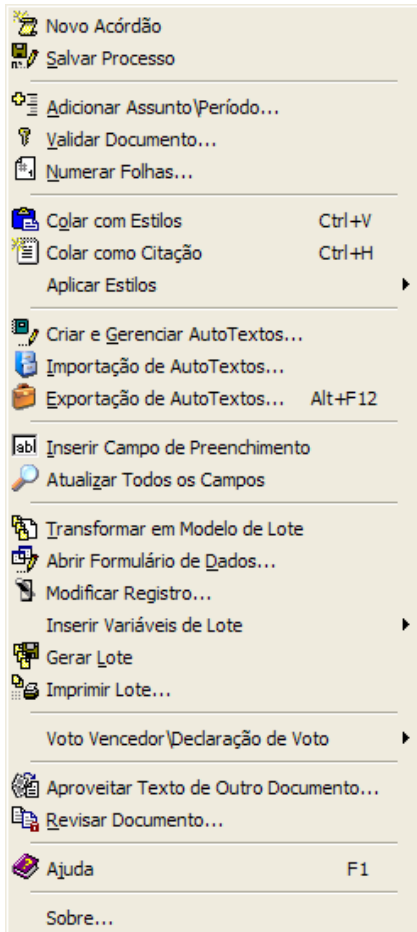 Novo Acórdão
Salvar Processo
Adicionar Assunto\Período...
Validar Documento...
Numerar Folhas...
Colar com Estilos Ctrl+V
Colar como Citação Ctrl+H
Aplicar Estilos
Criar e Gerenciar AutoTextos...
Importação de AutoTextos...
Exportação de AutoTextos... Alt+F12
Inserir Campo de Preenchimento
Atualizar Todos os Campos
Transformar em Modelo de Lote
Abrir Formulário de Dados...
Modificar Registro...
Inserir Variáveis de Lote
Gerar Lote
Imprimir Lote...
Voto Vencedor\Declaração de Voto
Aproveitar Texto de Outro Documento...
Revisar Documento...
Ajuda F1
Sobre...